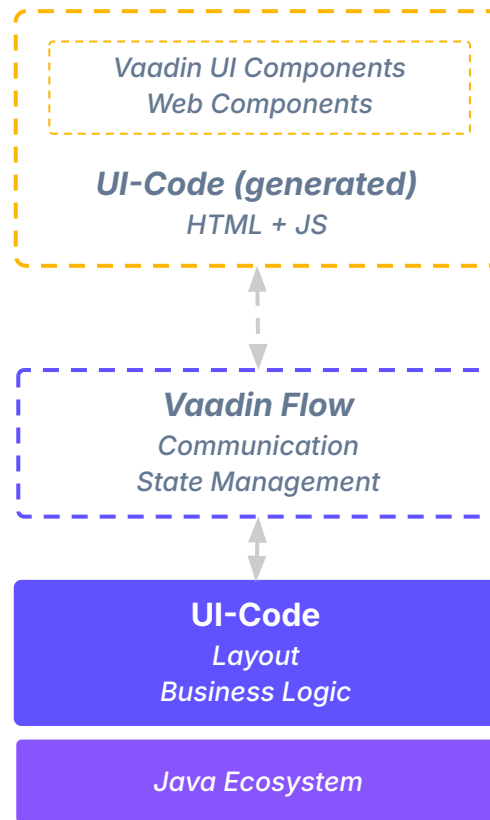 Vaadin UI Components
Web Components
UI-Code (generated)
HTML + JS
Vaadin Flow
Communication
State Management
UI-Code
Layout
Business Logic
Java Ecosystem